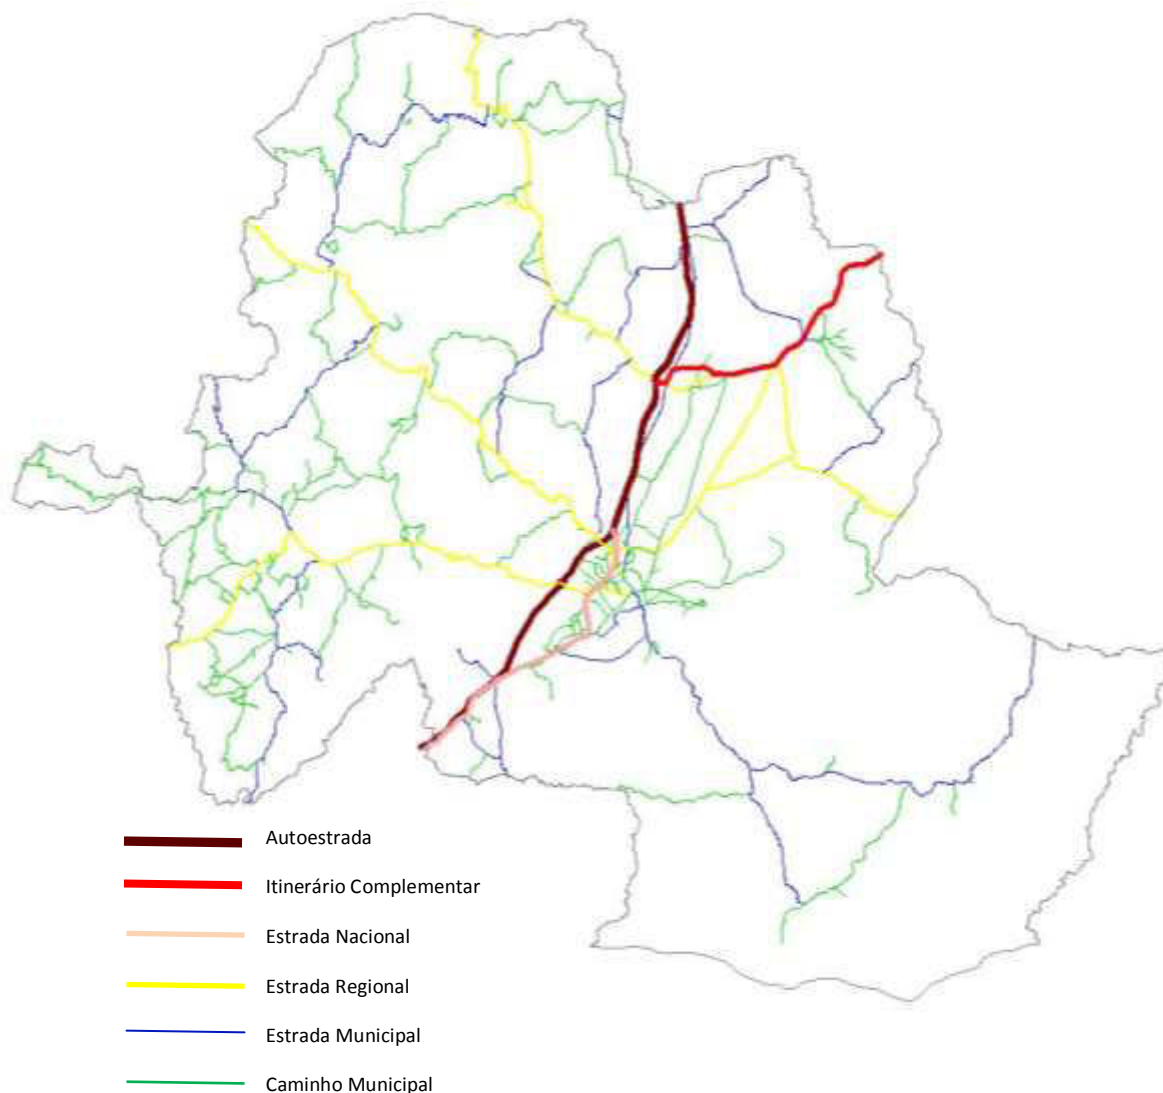 Autoestrada
Itinerário Complementar
Estrada Nacional
Estrada Regional
Estrada Municipal
Caminho Municipal